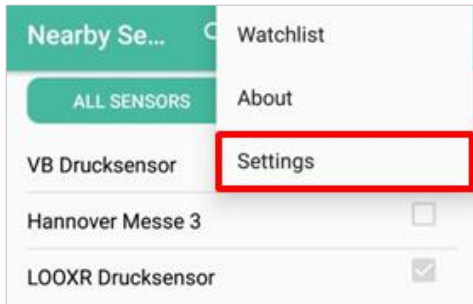 Nearby Se...
Watchlist
ALL SENSORS
About
VB Drucksensor
Settings
Hannover Messe 3
LOOXR Drucksensor